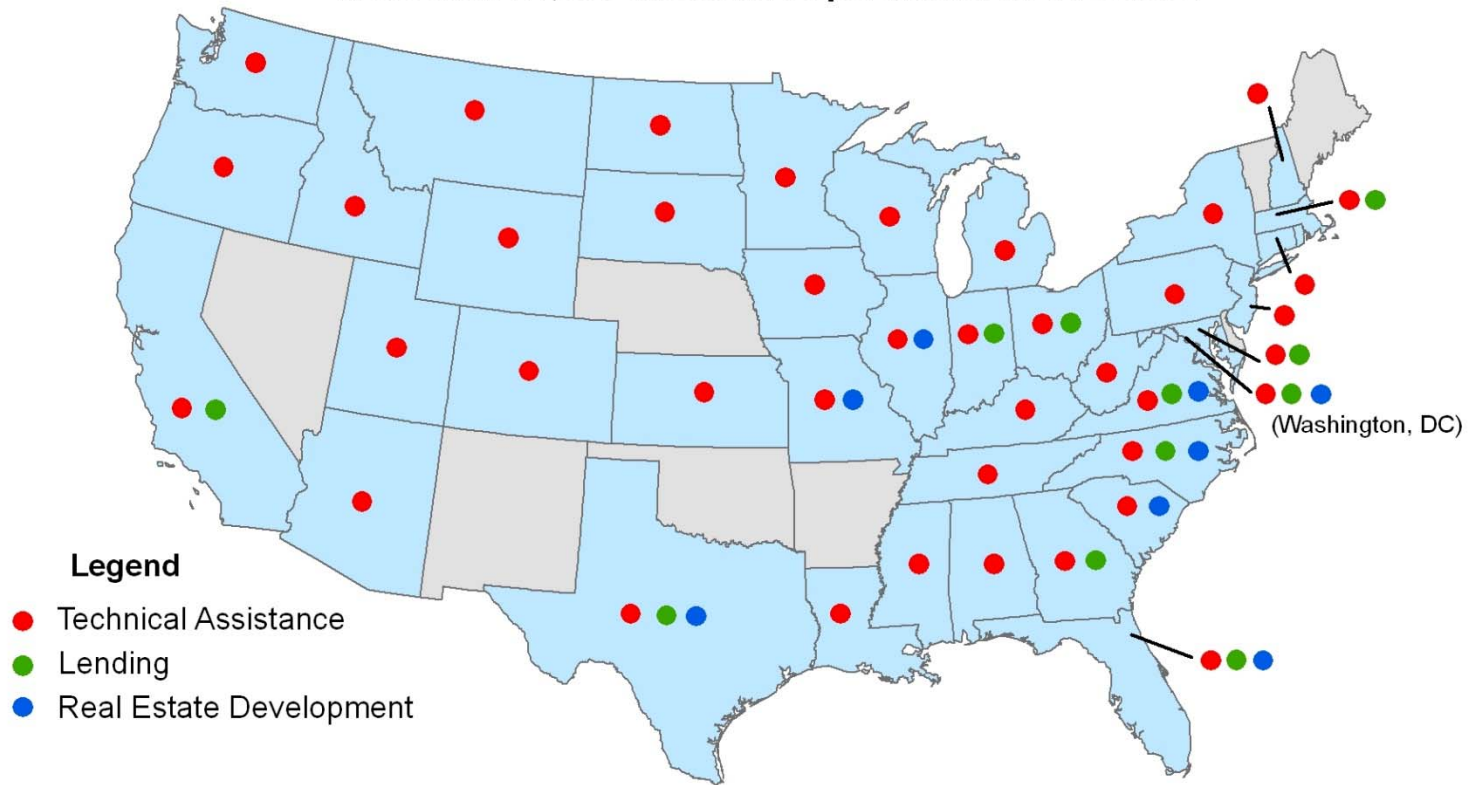 (Washington, DC)
Legend
Technical Assistance
Lending
Real Estate Development